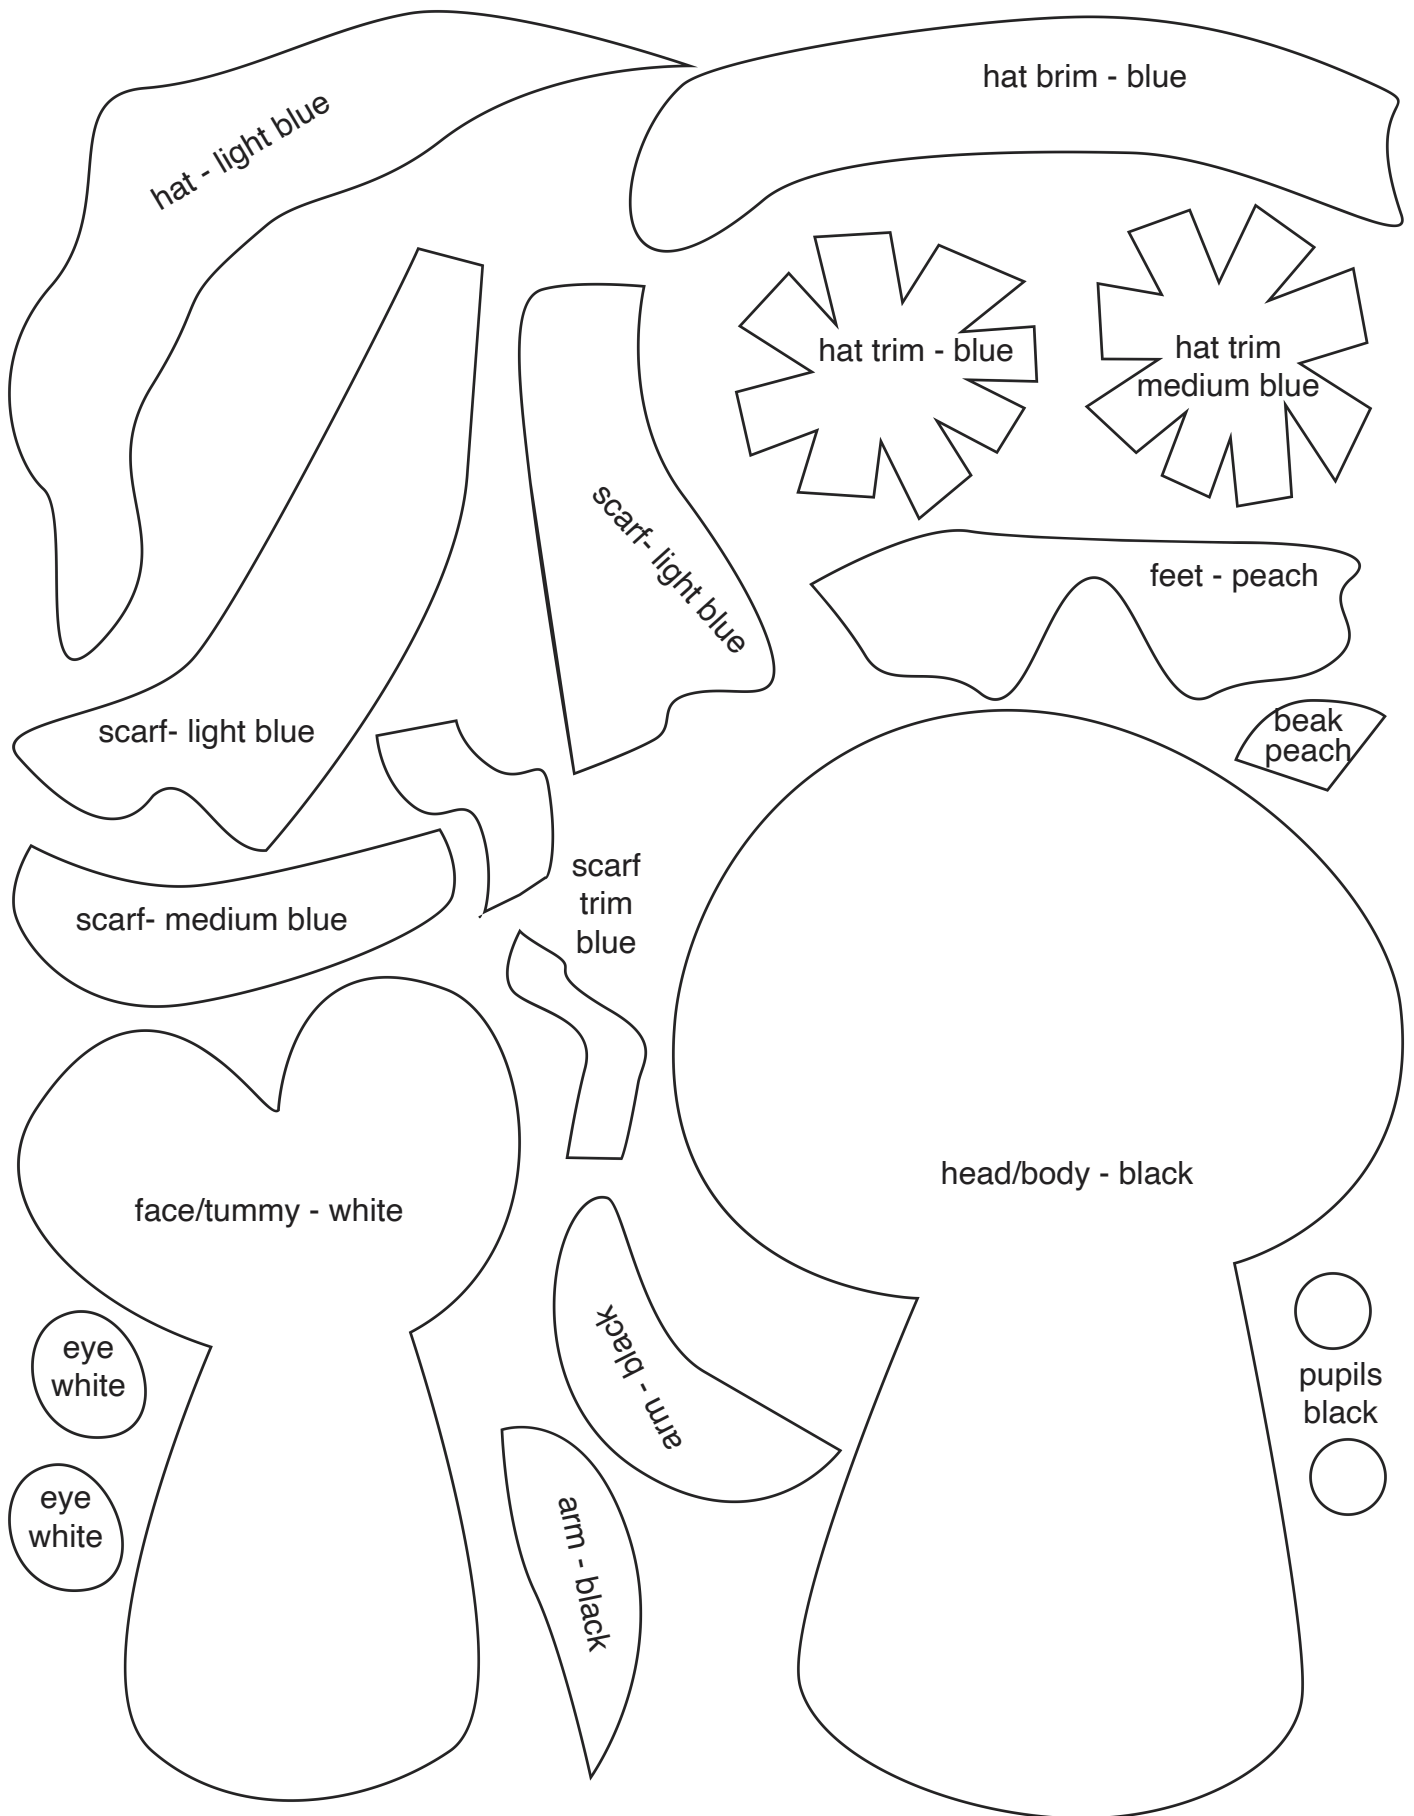 hat - light blue
hat brim - blue
hat trim - blue
hat trim
medium blue
scarf- light blue
feet - peach
scarf- light blue
beak
peach
scarf
trim
blue
scarf- medium blue
head/body - black
face/tummy - white
eye
white
arm - black
pupils
black
eye
white
arm - black